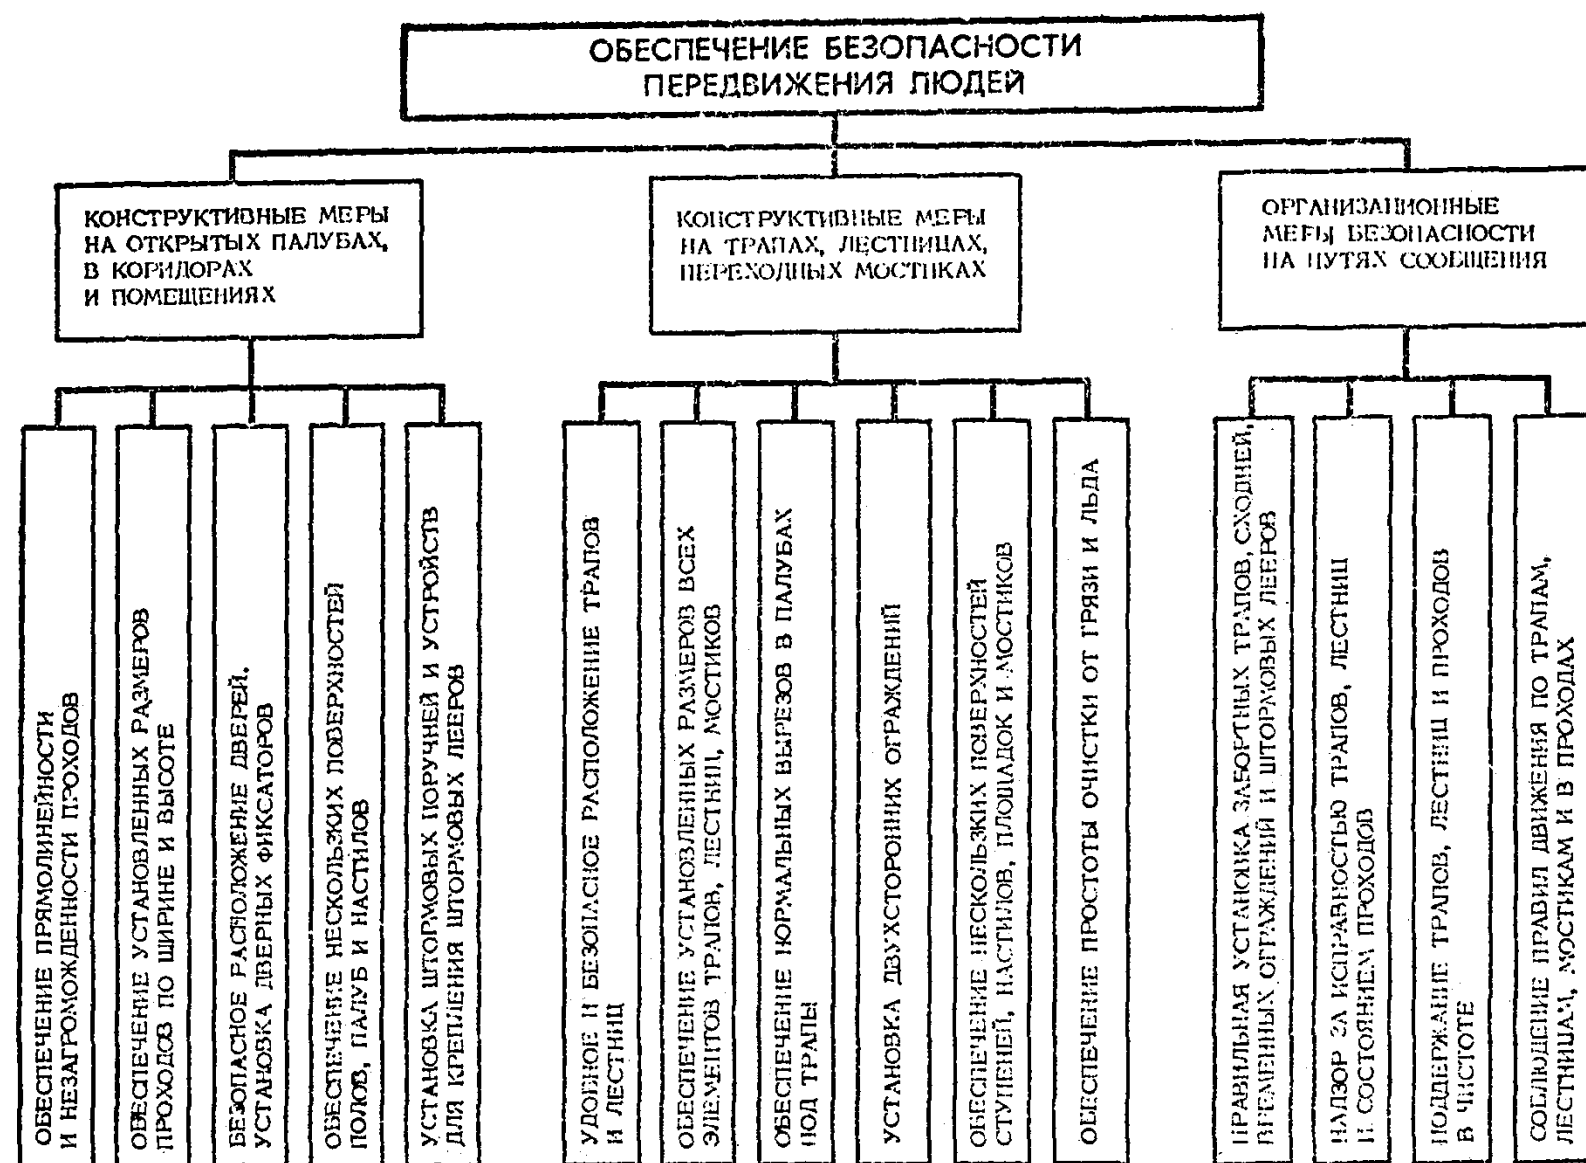 ОБЕСПЕЧЕНИЕ БЕЗОПАСНОСТИ
ПЕРЕДВИЖЕНИЯ ЛЮДЕЙ
КОНСТРУКТИВНЫЕ МЕРЫ
НА ОТКРЫТЫХ ПАЛУБАХ,
В КОРИДОРАХ
И ПОМЕЩЕНИЯХ
КОНСТРУКТИВНЫЕ МЕРЫ
НА ТРАПАХ, ЛЕСТНИЦАХ,
ПЕРЕХОДНЫХ МОСТИКАХ
ОРГАНИЗАЦИОННЫЕ
МЕРЫ БЕЗОПАСНОСТИ
НА ПУТЯХ СООБЩЕНИЯ
ОБЕСПЕЧЕНИЕ ПРЯМОЛИНЕЙНОСТИ
И НЕЗАГРОМОЖДЕННОСТИ ПРОХОДОВ
ОБЕСПЕЧЕНИЕ УСТАНОВЛЕННЫХ РАЗМЕРОВ
ПРОХОДОВ ПО ШИРИНЕ И ВЫСОТЕ
БЕЗОПАСНОЕ РАСПОЛОЖЕНИЕ ДВЕРЕЙ.
УСТАНОВКА ДВЕРНЫХ ФИКСАТОРОВ
ОБЕСПЕЧЕНИЕ НЕСКОЛЬЗКИХ ПОВЕРХНОСТЕЙ
ПОЛОВ, ПАЛУБ И НАСТИЛОВ
УСТАНОВКА ШТОРМОВЫХ ПОРУЧНЕЙ И УСТРОЙСТВ
ДЛЯ КРЕПЛЕНИЯ ШТОРМОВЫХ ЛЕЕРОВ
УДОБНОЕ И БЕЗОПАСНОЕ РАСПОЛОЖЕНИЕ ТРАПОВ
И ЛЕСТНИЦ
ОБЕСПЕЧЕНИЕ УСТАНОВЛЕННЫХ РАЗМЕРОВ ВСЕХ
ЭЛЕМЕНТОВ ТРАПОВ, ЛЕСТНИЦ, МОСТИКОВ
ОБЕСПЕЧЕНИЕ НОРМАЛЬНЫХ ВЫРЕЗОВ В ПАЛУБАХ
ПОД ТРАПЫ
УСТАНОВКА ДВУХСТОРОННИХ ОГРАЖДЕНИЙ
ОБЕСПЕЧЕНИЕ НЕСКОЛЬЗКИХ ПОВЕРХНОСТЕЙ
СТУПЕНЕЙ, НАСТИЛОВ, ПЛОЩАДОК И МОСТИКОВ
ОБЕСПЕЧЕНИЕ ПРОСТОТЫ ОЧИСТКИ ОТ ГРЯЗИ И ЛЬДА
ПРАВИЛЬНАЯ УСТАНОВКА ЗАБОРТНЫХ ТРАПОВ, СХОДНЕЙ,
ВРЕМЕННЫХ ОГРАЖДЕНИЙ И ШТОРМОВЫХ ЛЕЕРОВ
НАДЗОР ЗА ИСПРАВНОСТЬЮ ТРАПОВ, ЛЕСТНИЦ
И СОСТОЯНИЕМ ПРОХОДОВ
ПОДДЕРЖАНИЕ ТРАПОВ, ЛЕСТНИЦ И ПРОХОДОВ
В ЧИСТОТЕ
СОБЛЮДЕНИЕ ПРАВИЛ ДВИЖЕНИЯ ПО ТРАПАМ,
ЛЕСТНИЦАМ, МОСТИКАМ И В ПРОХОДАХ